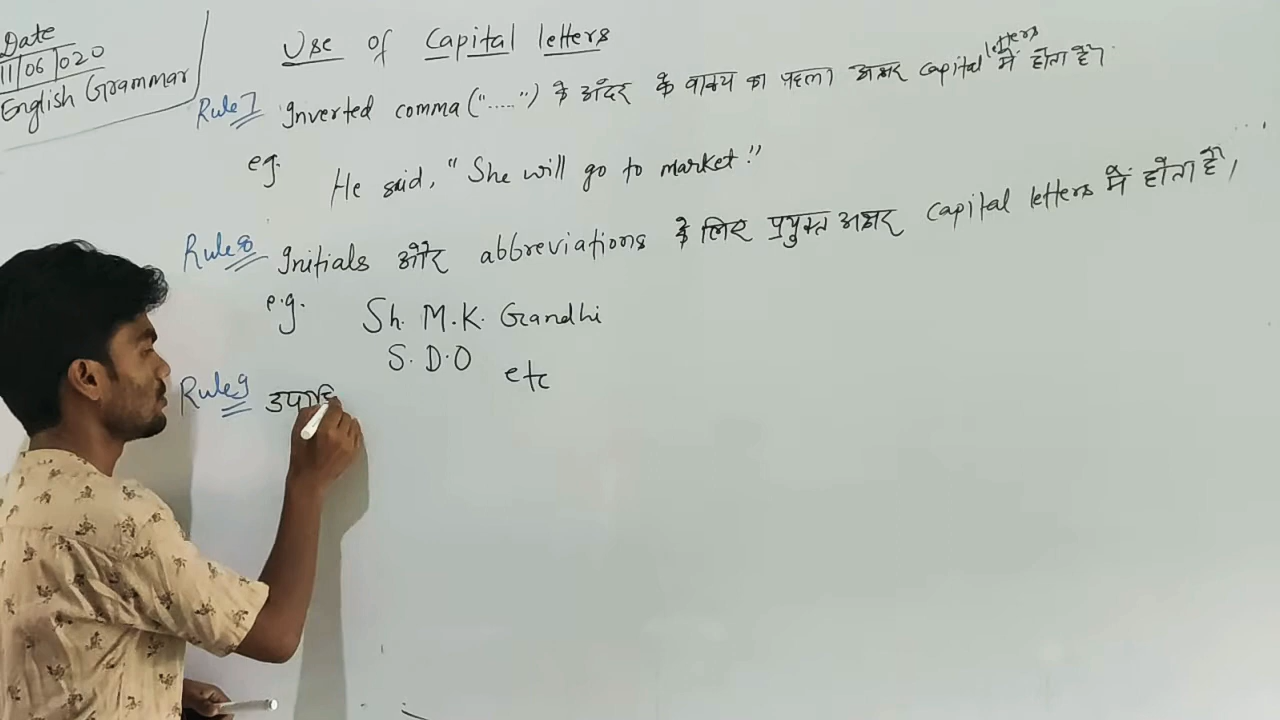 Date
11/06/020
English Grammar
Use of Capital letters
Rule 7 Inverted comma (".....") के अंदर के वाक्य का पहला अक्षर capital letters में होता है।
eg. He said, "She will go to market."
Rule 8 Initials और abbreviations के लिए प्रयुक्त अक्षर capital letters में होता है।
e.g. Sh. M.K. Gandhi
S.D.O etc
Rule 9 उपाधि